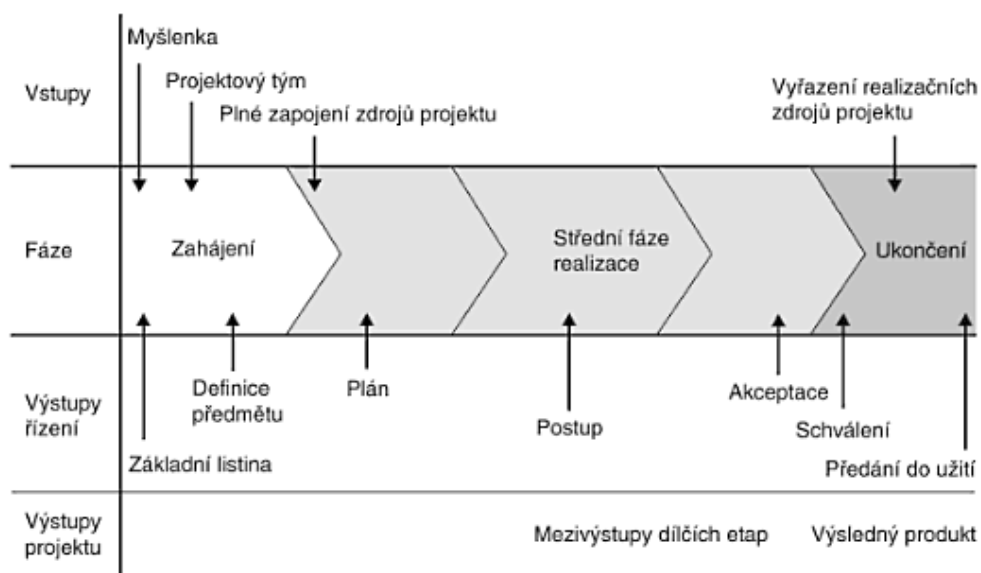 Myšlenka
Projektový tým
Vstupy
Plné zapojení zdrojů projektu
Vyřazení realizačních
zdrojů projektu
Fáze
Zahájení
Střední fáze
realizace
Ukončení
Výstupy
řízení
Definice
předmětu
Plán
Akceptace
Postup
Schválení
Základní listina
Předání do užití
Výstupy
projektu
Mezivýstupy dílčích etap
Výsledný produkt